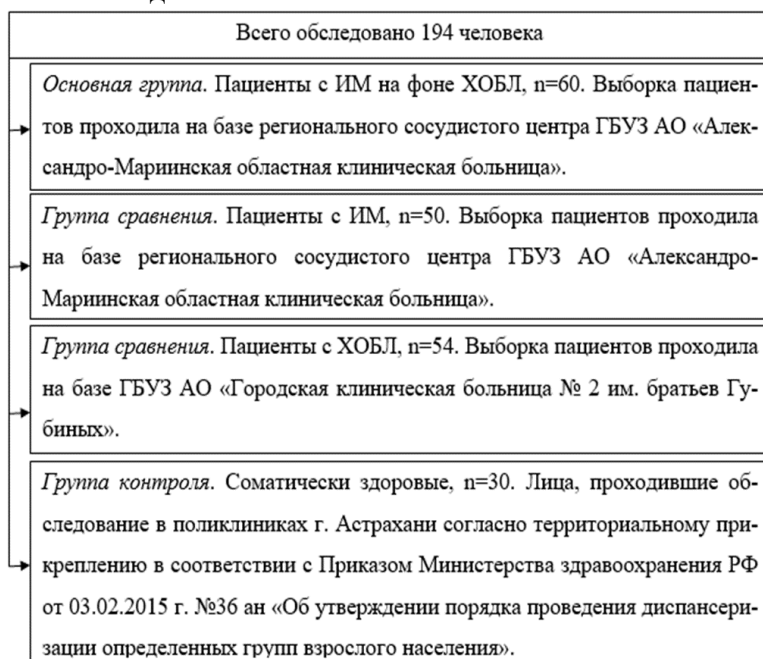 Всего обследовано 194 человека
Основная группа. Пациенты с ИМ на фоне ХОБЛ, n=60. Выборка пациен-
тов проходила на базе регионального сосудистого центра ГБУЗ АО «Алек-
сандро-Мариинская областная клиническая больница».
Группа сравнения. Пациенты с ИМ, n=50. Выборка пациентов проходила
на базе регионального сосудистого центра ГБУЗ АО «Александро-
Мариинская областная клиническая больница».
Группа сравнения. Пациенты с ХОБЛ, n=54. Выборка пациентов проходила
на базе ГБУЗ АО «Городская клиническая больница № 2 им. братьев Гу-
биных».
Группа контроля. Соматически здоровые, n=30. Лица, проходившие об-
следование в поликлиниках г. Астрахани согласно территориальному при-
креплению в соответствии с Приказом Министерства здравоохранения РФ
от 03.02.2015 г. №36 ан «Об утверждении порядка проведения диспансери-
зации определенных групп взрослого населения».